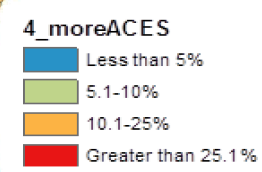 4_moreACES
Less than 5%
5.1-10%
10.1-25%
Greater than 25.1%